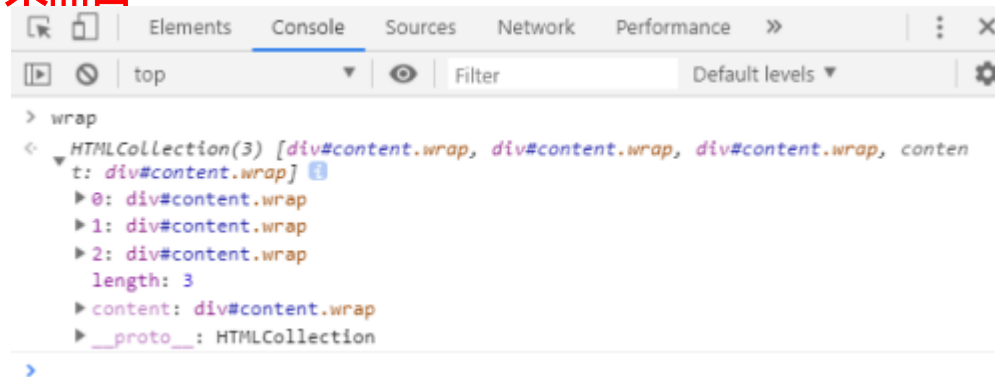 Elements Console Sources Network Performance »
top ▼ Filter Default levels ▼
> wrap
HTMLCollection(3) [div#content.wrap, div#content.wrap, div#content.wrap, conten
t: div#content.wrap]
▶0: div#content.wrap
▶1: div#content.wrap
▶2: div#content.wrap
length: 3
▶content: div#content.wrap
▶__proto__: HTMLCollection
>